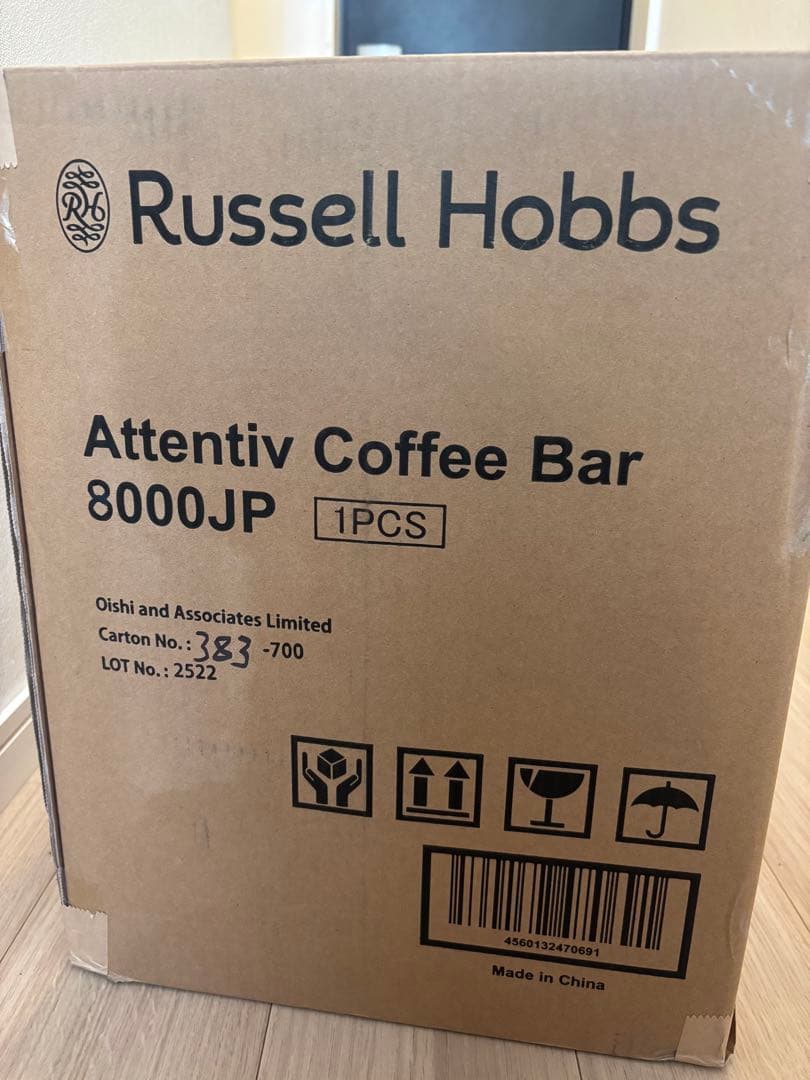 RH
Russell Hobbs
Attentiv Coffee Bar
8000JP 1PCS
Oishi and Associates Limited
Carton No.: 383 -700
LOT No.: 2522
4560132470691
Made in China